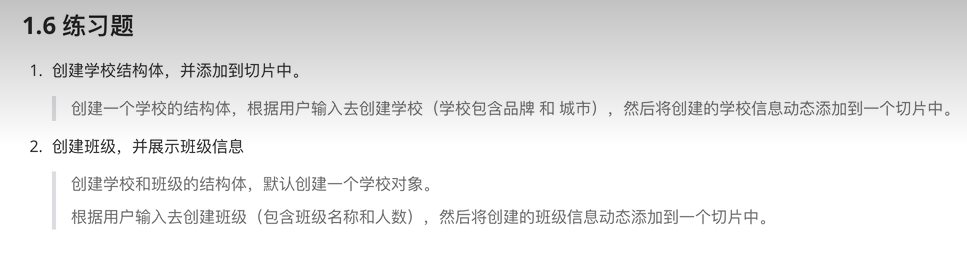 1.6 练习题
1. 创建学校结构体，并添加到切片中。
创建一个学校的结构体，根据用户输入去创建学校（学校包含品牌 和 城市），然后将创建的学校信息动态添加到一个切片中。
2. 创建班级，并展示班级信息
创建学校和班级的结构体，默认创建一个学校对象。
根据用户输入去创建班级（包含班级名称和人数），然后将创建的班级信息动态添加到一个切片中。